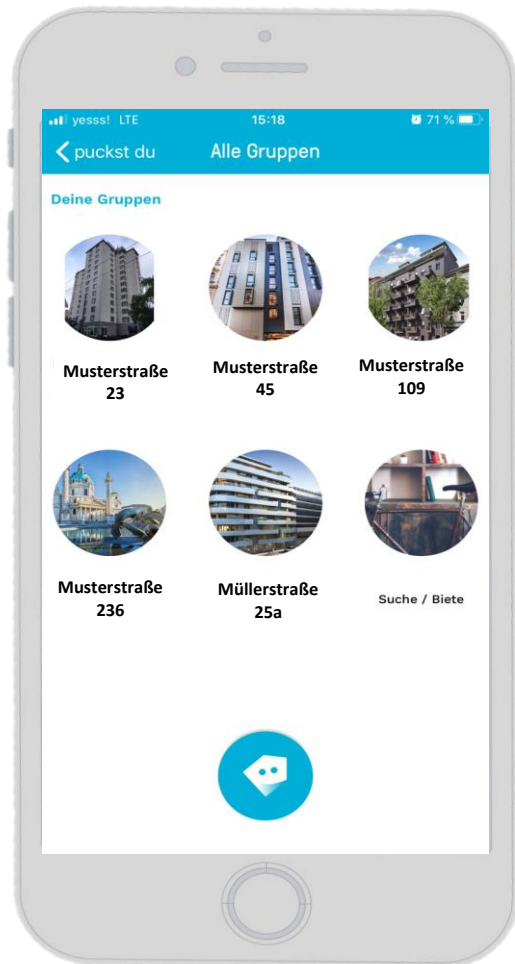 yesss! LTE 15:18 71 %
puckst du Alle Gruppen
Deine Gruppen
Musterstraße
23
Musterstraße
45
Musterstraße
109
Musterstraße
236
Müllerstraße
25a
Suche / Biete